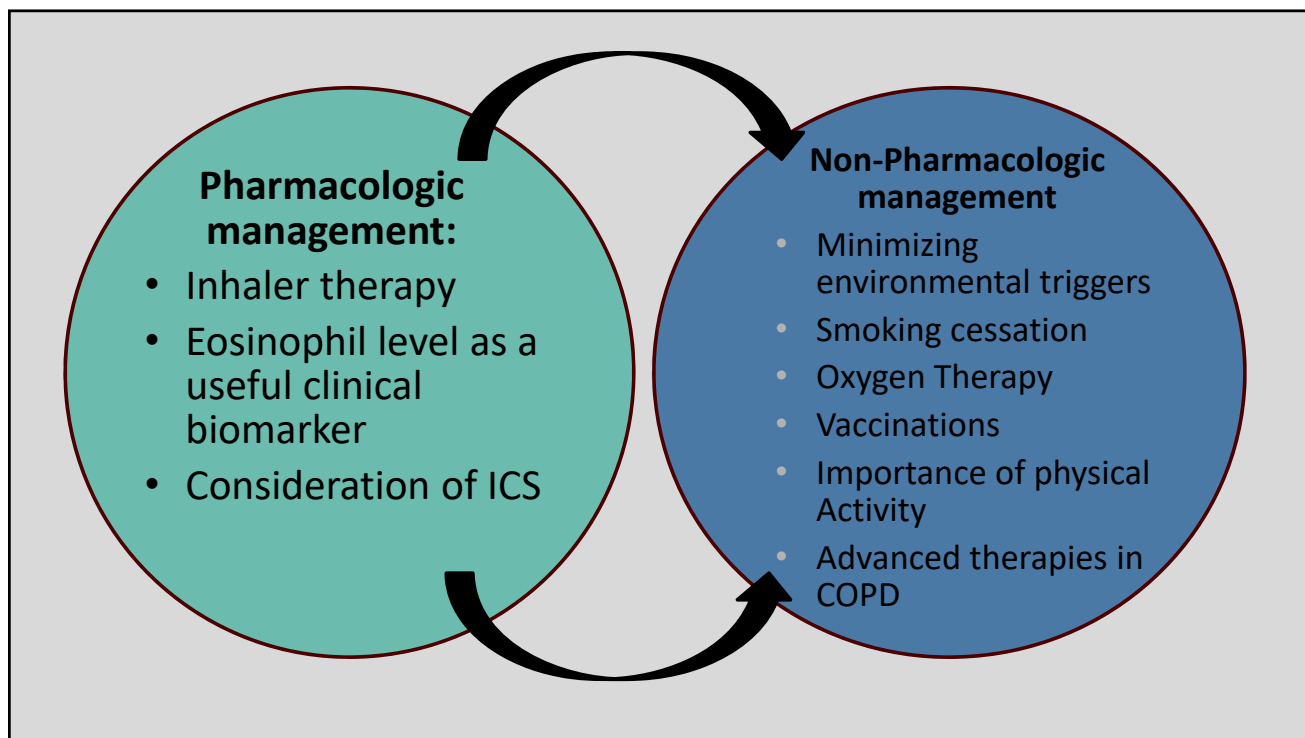 Pharmacologic
management:
• Inhaler therapy
• Eosinophil level as a
useful clinical
biomarker
• Consideration of ICS
Non-Pharmacologic
management
• Minimizing
environmental triggers
• Smoking cessation
• Oxygen Therapy
• Vaccinations
• Importance of physical
Activity
• Advanced therapies in
COPD